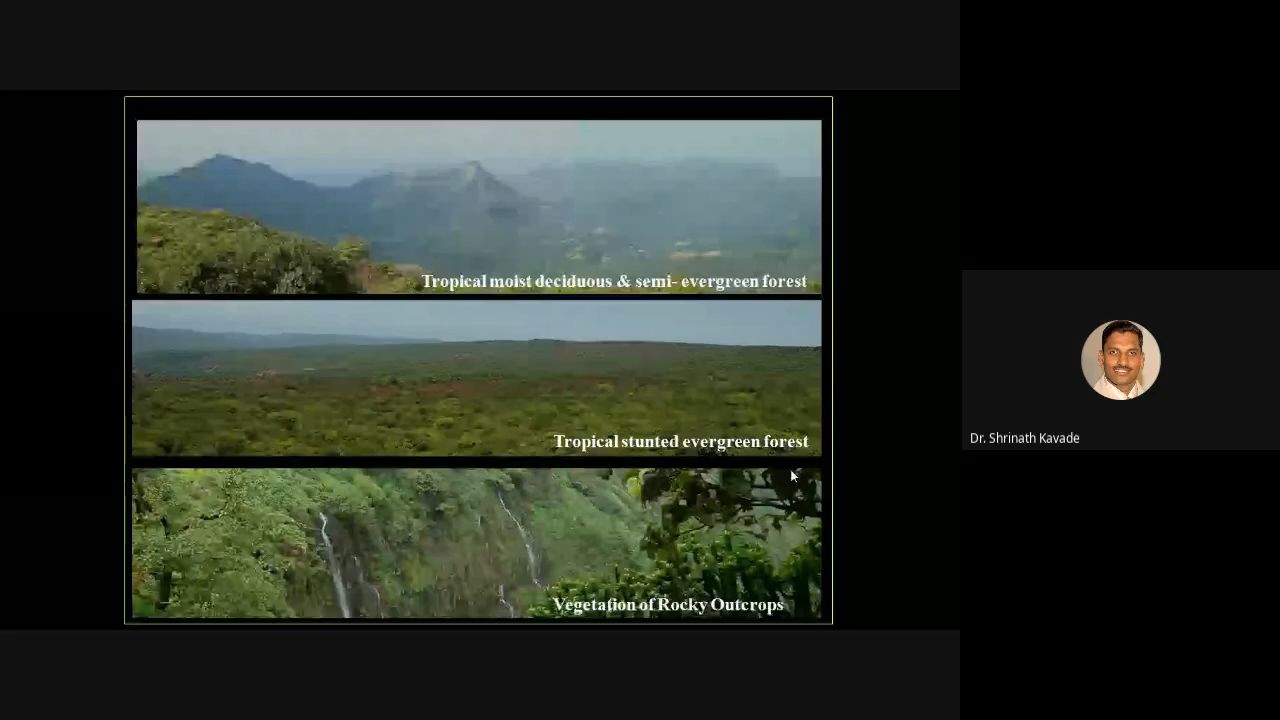 Tropical moist deciduous & semi- evergreen forest
Tropical stunted evergreen forest
Vegetation of Rocky Outcrops
Dr. Shrinath Kavade